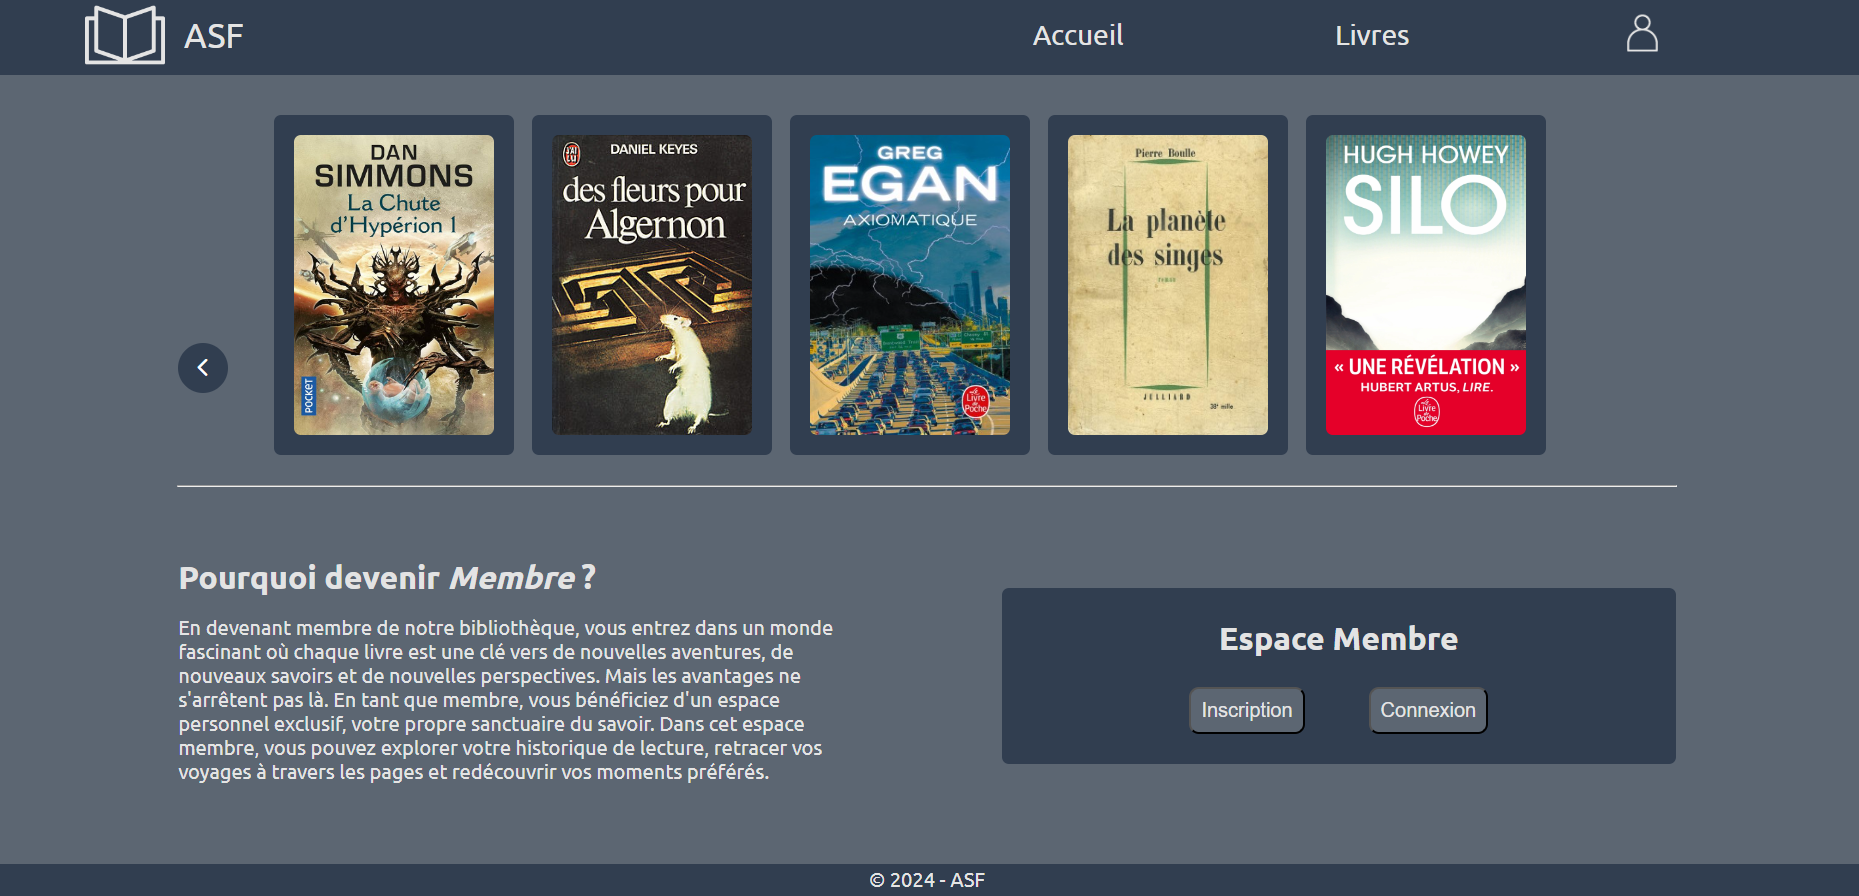 ASF
Accueil
Livres
DAN
SIMMONS
La Chute
d'Hypérion 1
POCKET
J'AI
LU
DANIEL KEYES
des fleurs pour
Algernon
GREG
EGAN
AXIOMATIQUE
Le
Livre
de
Poche
Pierre Boulle
La planète
des singes
roman
JULLIARD
38e mille
HUGH HOWEY
SILO
« UNE RÉVÉLATION »
HUBERT ARTUS, LIRE.
Le
Livre
de
Poche
Pourquoi devenir Membre ?
En devenant membre de notre bibliothèque, vous entrez dans un monde
fascinant où chaque livre est une clé vers de nouvelles aventures, de
nouveaux savoirs et de nouvelles perspectives. Mais les avantages ne
s'arrêtent pas là. En tant que membre, vous bénéficiez d'un espace
personnel exclusif, votre propre sanctuaire du savoir. Dans cet espace
membre, vous pouvez explorer votre historique de lecture, retracer vos
voyages à travers les pages et redécouvrir vos moments préférés.
Espace Membre
Inscription
Connexion
© 2024 - ASF